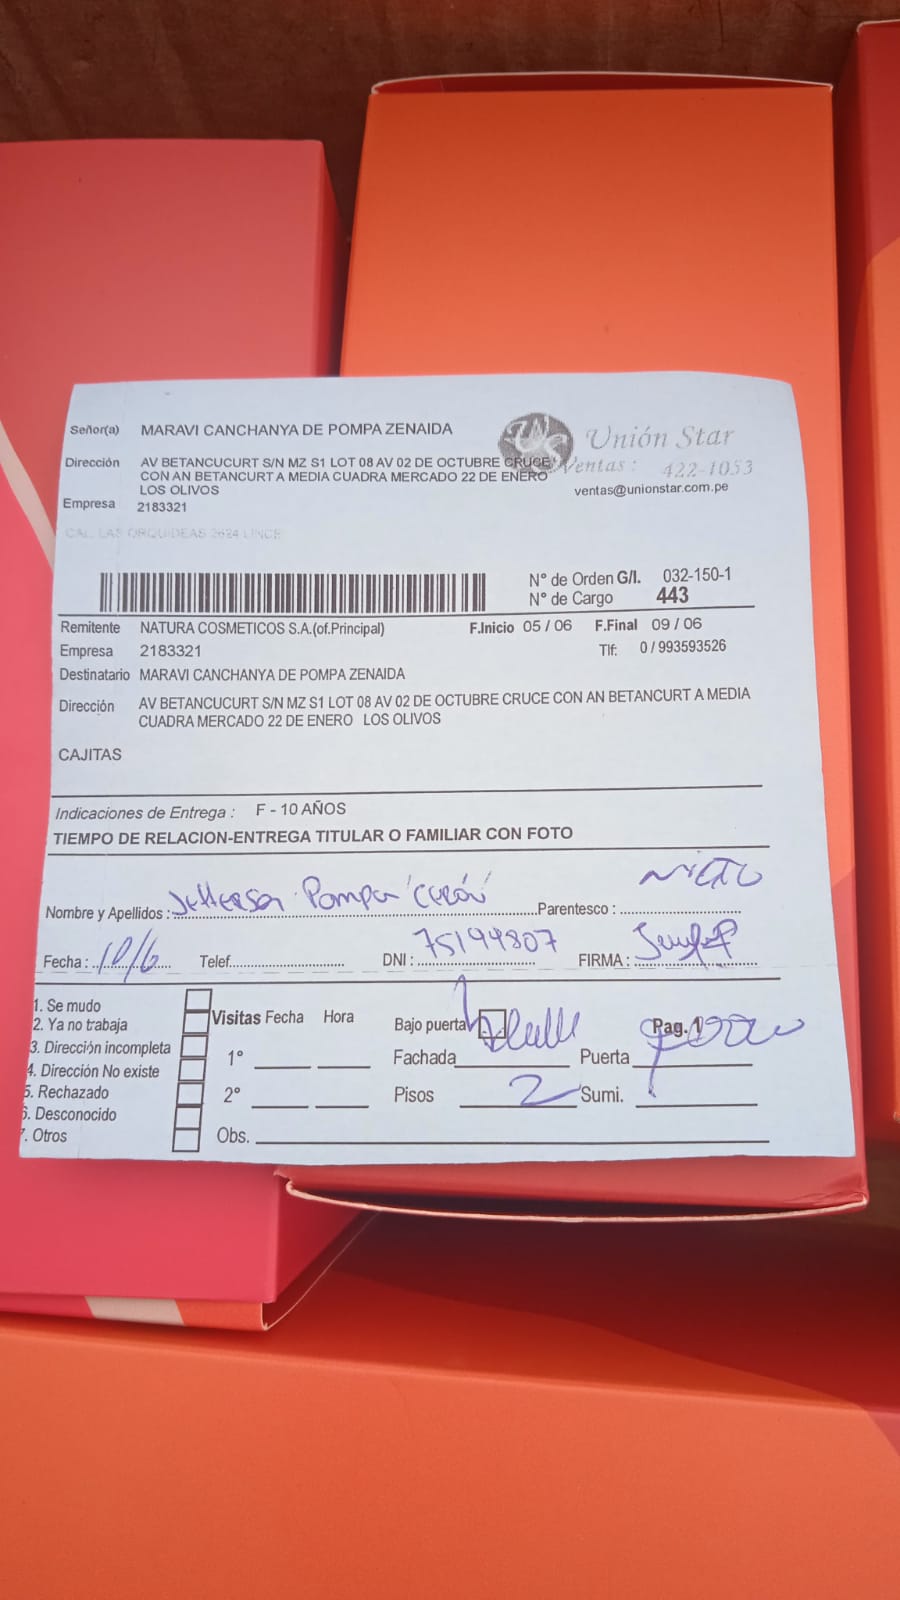 Señor(a) MARAVI CANCHANYA DE POMPA ZENAIDA
Unión Star
Dirección AV BETANCUCURT S/N MZ S1 LOT 08 AV 02 DE OCTUBRE CRUCE
Ventas: 422-1053
CON AN BETANCURT A MEDIA CUADRA MERCADO 22 DE ENERO
ventas@unionstar.com.pe
LOS OLIVOS
Empresa 2183321
CAL. LAS ORQUIDEAS 2624 LINCE
N° de Orden G/I. 032-150-1
N° de Cargo 443
Remitente NATURA COSMETICOS S.A.(of.Principal) F.Inicio 05 / 06 F.Final 09 / 06
Empresa 2183321 Tlf: 0 / 993593526
Destinatario MARAVI CANCHANYA DE POMPA ZENAIDA
Dirección AV BETANCUCURT S/N MZ S1 LOT 08 AV 02 DE OCTUBRE CRUCE CON AN BETANCURT A MEDIA
CUADRA MERCADO 22 DE ENERO LOS OLIVOS
CAJITAS
Indicaciones de Entrega : F - 10 AÑOS
TIEMPO DE RELACION-ENTREGA TITULAR O FAMILIAR CON FOTO
Nombre y Apellidos : Jefferson Pompa Parentesco : Nieto
Fecha : 10/6 Telef. DNI : 75194807 FIRMA :
1. Se mudo
2. Ya no trabaja
3. Dirección incompleta
4. Dirección No existe
5. Rechazado
6. Desconocido
7. Otros
Visitas Fecha Hora
1°
2°
Obs.
Bajo puerta Pag. 1
Fachada Puerta
Pisos 2 Sumi.